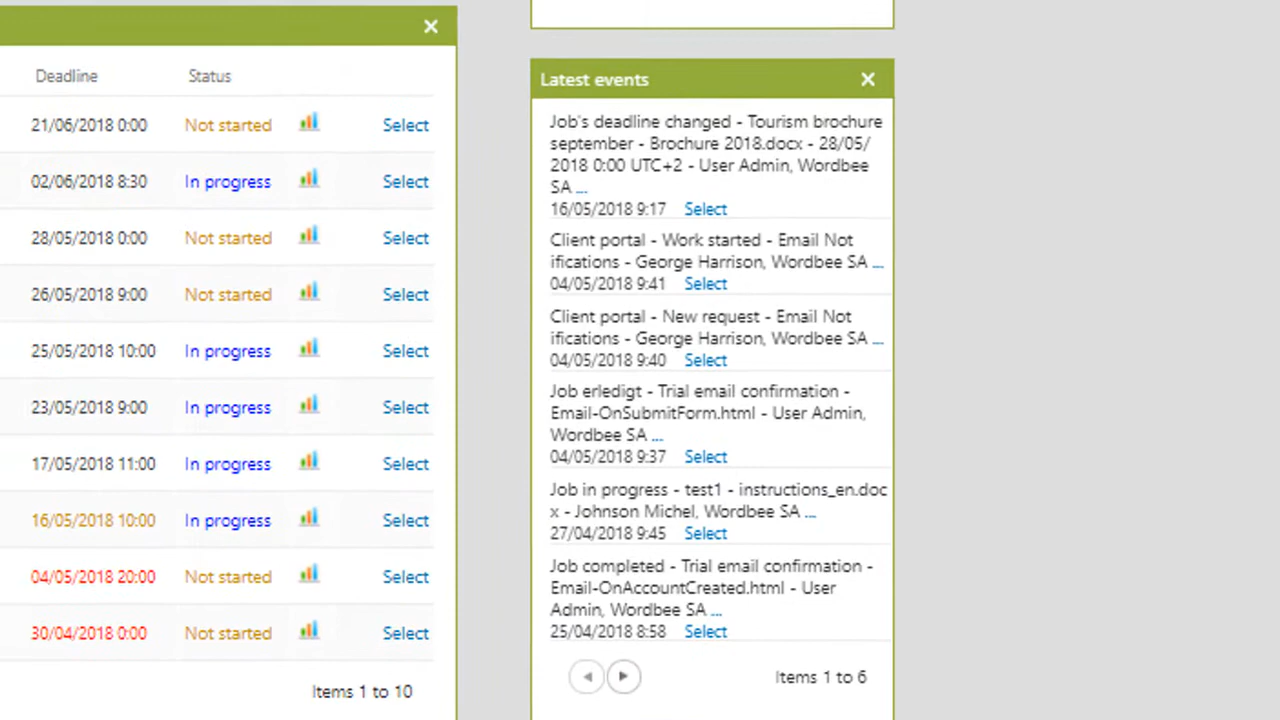 Deadline Status
21/06/2018 0:00 Not started Select
02/06/2018 8:30 In progress Select
28/05/2018 0:00 Not started Select
26/05/2018 9:00 Not started Select
25/05/2018 10:00 In progress Select
23/05/2018 9:00 In progress Select
17/05/2018 11:00 In progress Select
16/05/2018 10:00 In progress Select
04/05/2018 20:00 Not started Select
30/04/2018 0:00 Not started Select
Items 1 to 10
Latest events
Job's deadline changed - Tourism brochure
september - Brochure 2018.docx - 28/05/
2018 0:00 UTC+2 - User Admin, Wordbee
SA ...
16/05/2018 9:17 Select
Client portal - Work started - Email Not
ifications - George Harrison, Wordbee SA ...
04/05/2018 9:41 Select
Client portal - New request - Email Not
ifications - George Harrison, Wordbee SA ...
04/05/2018 9:40 Select
Job erledigt - Trial email confirmation -
Email-OnSubmitForm.html - User Admin,
Wordbee SA ...
04/05/2018 9:37 Select
Job in progress - test1 - instructions_en.doc
x - Johnson Michel, Wordbee SA ...
27/04/2018 9:45 Select
Job completed - Trial email confirmation -
Email-OnAccountCreated.html - User
Admin, Wordbee SA ...
25/04/2018 8:58 Select
Items 1 to 6